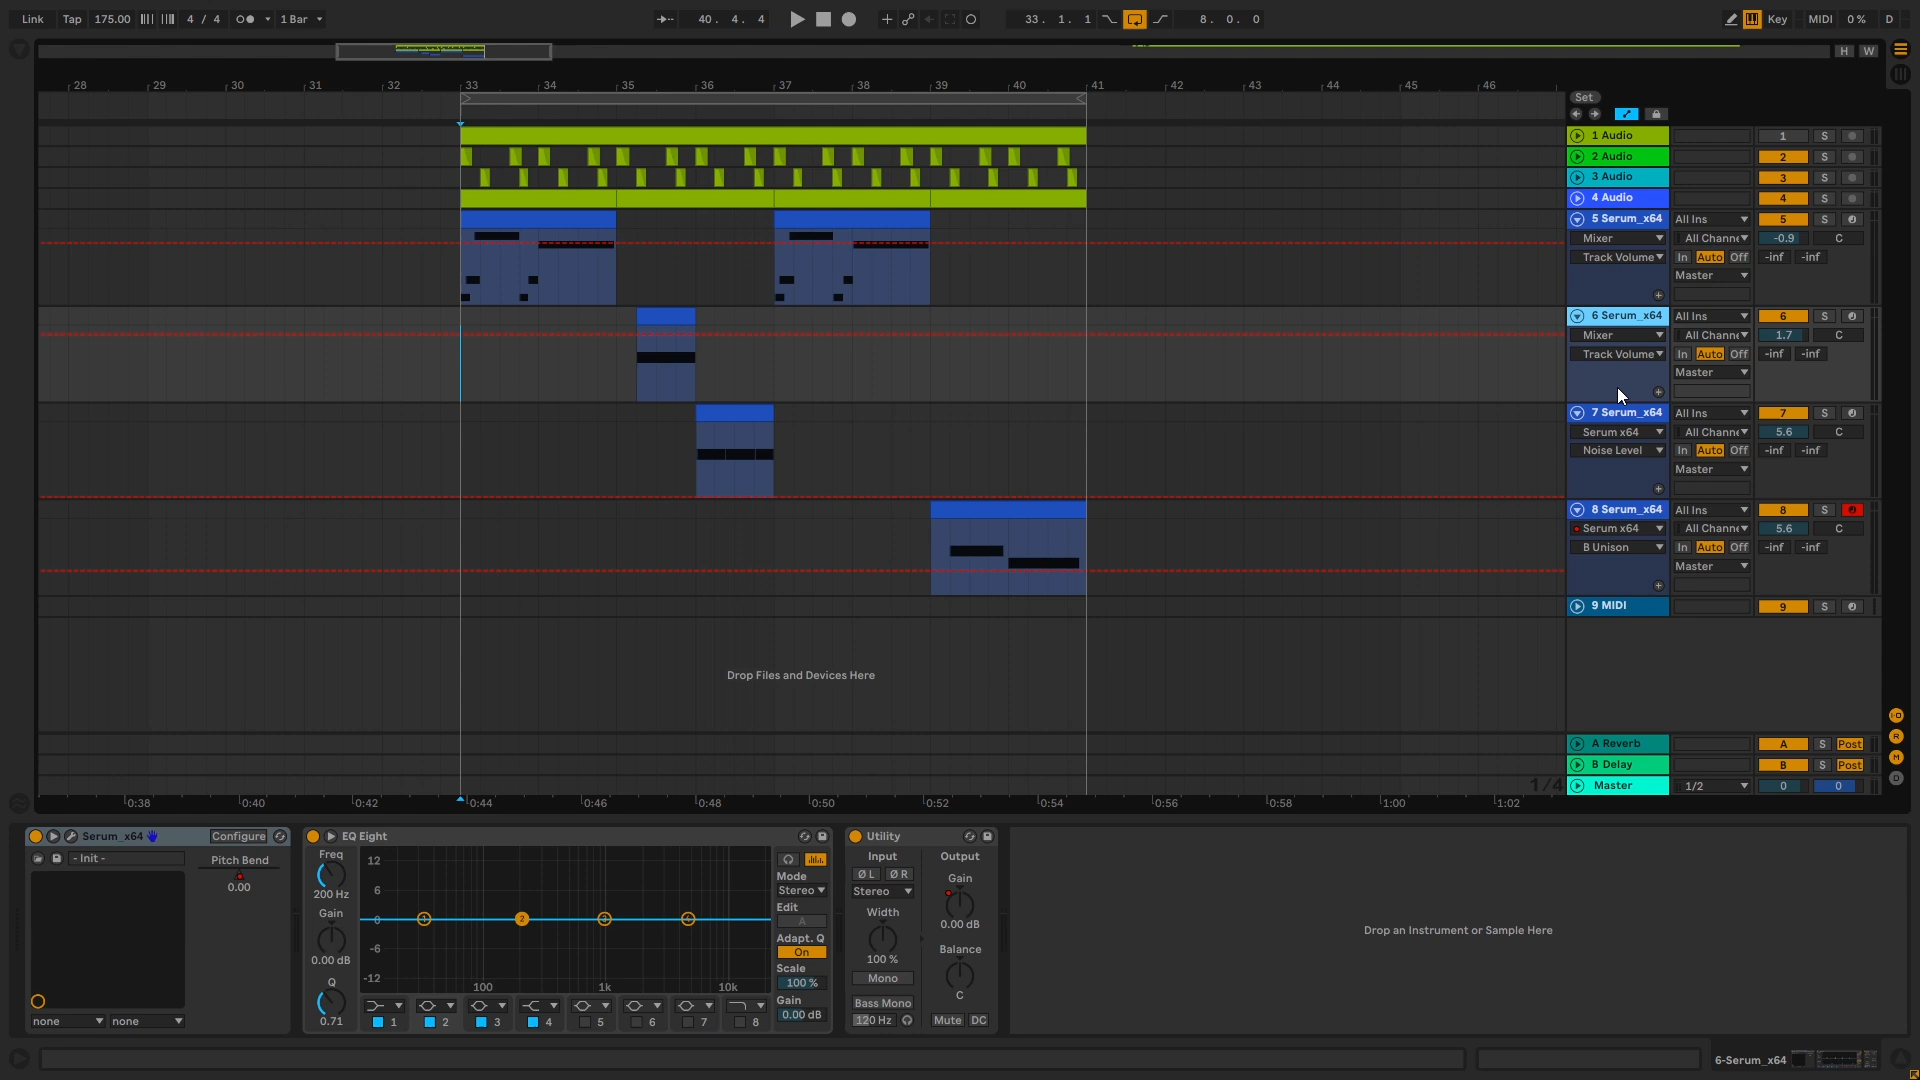 Link Tap 175.00 4 / 4 1 Bar 40. 4. 4 33. 1. 1 8. 0. 0 Key MIDI 0 % D
H W
28 29 30 31 32 33 34 35 36 37 38 39 40 41 42 43 44 45 46
Set
1 Audio 1 S
2 Audio 2 S
3 Audio 3 S
4 Audio 4 S
5 Serum_x64 All Ins 5 S
Mixer All Channe -0.9 C
Track Volume In Auto Off -inf -inf
Master
6 Serum_x64 All Ins 6 S
Mixer All Channe 1.7 C
Track Volume In Auto Off -inf -inf
Master
7 Serum_x64 All Ins 7 S
Serum x64 All Channe 5.6 C
Noise Level In Auto Off -inf -inf
Master
8 Serum_x64 All Ins 8 S
Serum x64 All Channe 5.6 C
B Unison In Auto Off -inf -inf
Master
9 MIDI 9 S
Drop Files and Devices Here
A Reverb A S Post
B Delay B S Post
1/4 Master 1/2 0 0
I-O
R
M
D
0:38 0:40 0:42 0:44 0:46 0:48 0:50 0:52 0:54 0:56 0:58 1:00 1:02
Serum_x64 Configure
- Init -
Pitch Bend
0.00
none none
EQ Eight
Freq
200 Hz
Gain
0.00 dB
Q
0.71
12
6
0
-6
-12
100 1k 10k
1 2 3 4
1 2 3 4 5 6 7 8
Mode
Stereo
Edit
A
Adapt. Q
On
Scale
100 %
Gain
0.00 dB
Utility
Input Output
Ø L Ø R Gain
Stereo
Width 0.00 dB
100 % Balance
Mono C
Bass Mono
120 Hz Mute DC
Drop an Instrument or Sample Here
6-Serum_x64